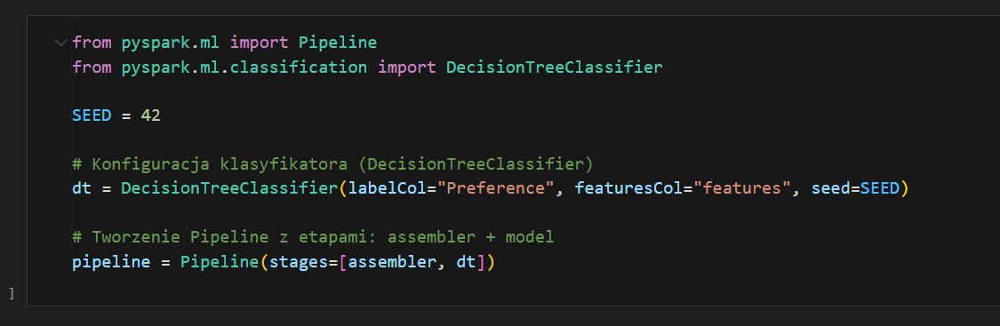 from pyspark.ml import Pipeline
from pyspark.ml.classification import DecisionTreeClassifier
SEED = 42
# Konfiguracja klasyfikatora (DecisionTreeClassifier)
dt = DecisionTreeClassifier(labelCol="Preference", featuresCol="features", seed=SEED)
# Tworzenie Pipeline z etapami: assembler + model
pipeline = Pipeline(stages=[assembler, dt])
]